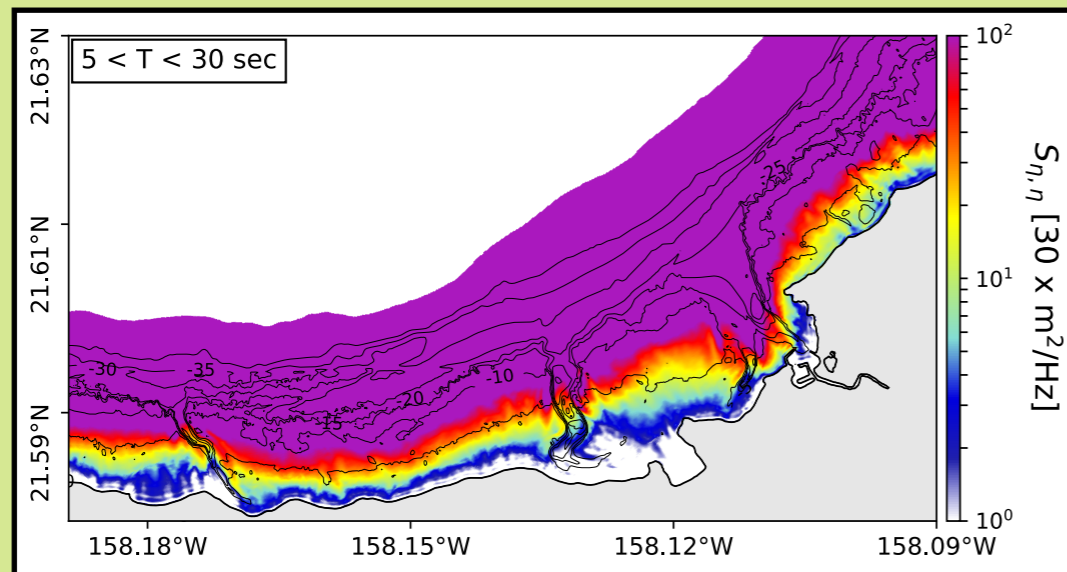 5 < T < 30 sec
21.63°N
21.61°N
21.59°N
-25
-30
-35
-10
-20
-15
158.18°W
158.15°W
158.12°W
158.09°W
10²
10¹
10⁰
Sη,η [30 x m²/Hz]